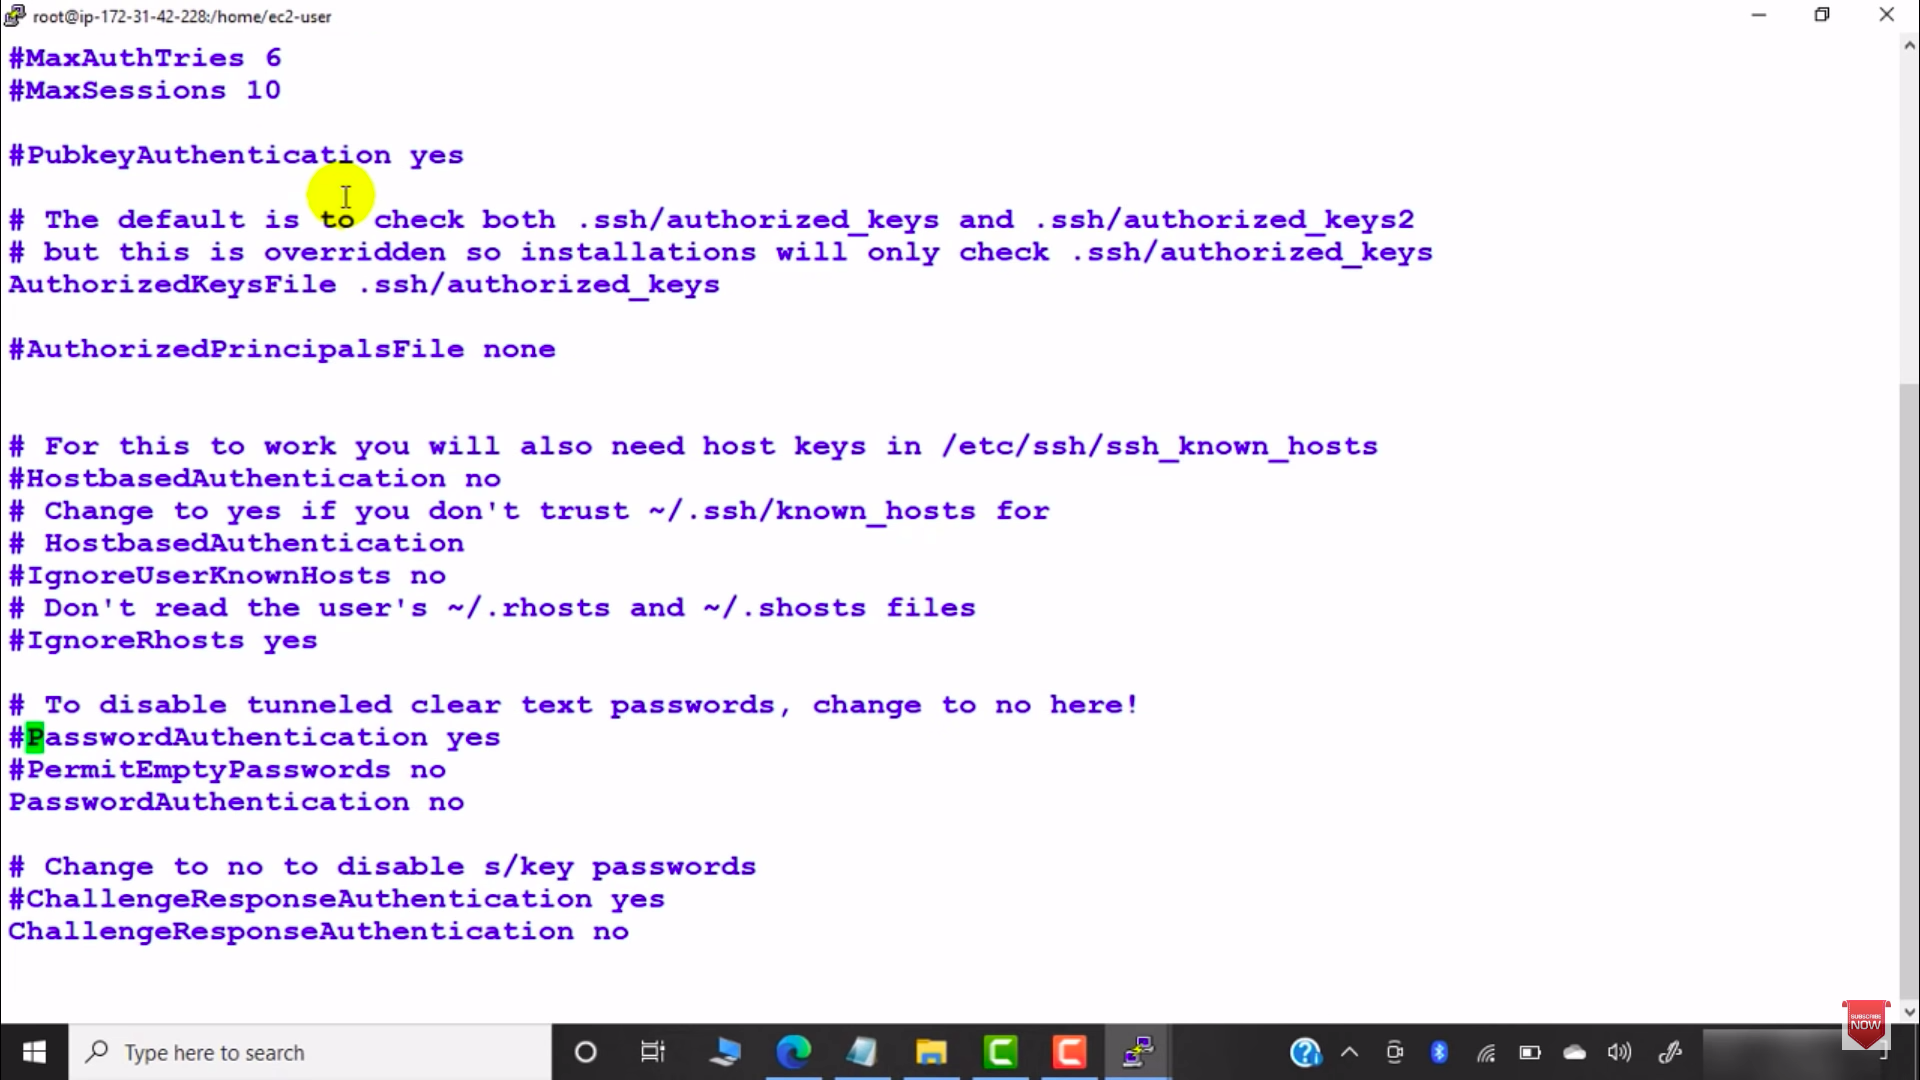 root@ip-172-31-42-228:/home/ec2-user
#MaxAuthTries 6
#MaxSessions 10
#PubkeyAuthentication yes
# The default is to check both .ssh/authorized_keys and .ssh/authorized_keys2
# but this is overridden so installations will only check .ssh/authorized_keys
AuthorizedKeysFile .ssh/authorized_keys
#AuthorizedPrincipalsFile none
# For this to work you will also need host keys in /etc/ssh/ssh_known_hosts
#HostbasedAuthentication no
# Change to yes if you don't trust ~/.ssh/known_hosts for
# HostbasedAuthentication
#IgnoreUserKnownHosts no
# Don't read the user's ~/.rhosts and ~/.shosts files
#IgnoreRhosts yes
# To disable tunneled clear text passwords, change to no here!
#PasswordAuthentication yes
#PermitEmptyPasswords no
PasswordAuthentication no
# Change to no to disable s/key passwords
#ChallengeResponseAuthentication yes
ChallengeResponseAuthentication no
SUBSCRIBE
NOW
Type here to search